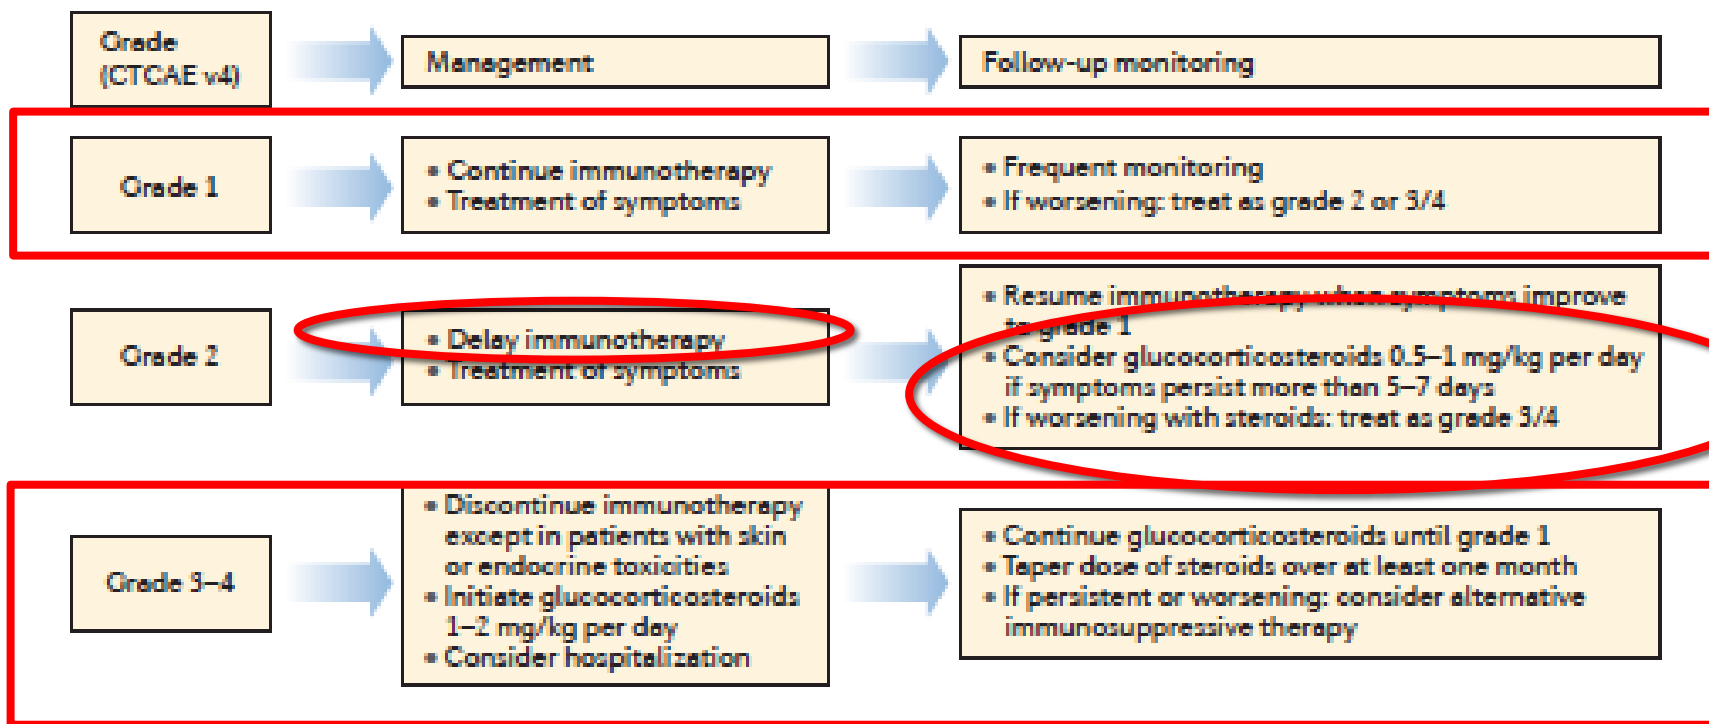 Grade
(CTCAE v4)
Management
Follow-up monitoring
Grade 1
• Continue immunotherapy
• Treatment of symptoms
• Frequent monitoring
• If worsening: treat as grade 2 or 3/4
Grade 2
• Delay immunotherapy
• Treatment of symptoms
• Resume immunotherapy when symptoms improve
to grade 1
• Consider glucocorticosteroids 0.5–1 mg/kg per day
if symptoms persist more than 5–7 days
• If worsening with steroids: treat as grade 3/4
Grade 3–4
• Discontinue immunotherapy
except in patients with skin
or endocrine toxicities
• Initiate glucocorticosteroids
1–2 mg/kg per day
• Consider hospitalization
• Continue glucocorticosteroids until grade 1
• Taper dose of steroids over at least one month
• If persistent or worsening: consider alternative
immunosuppressive therapy